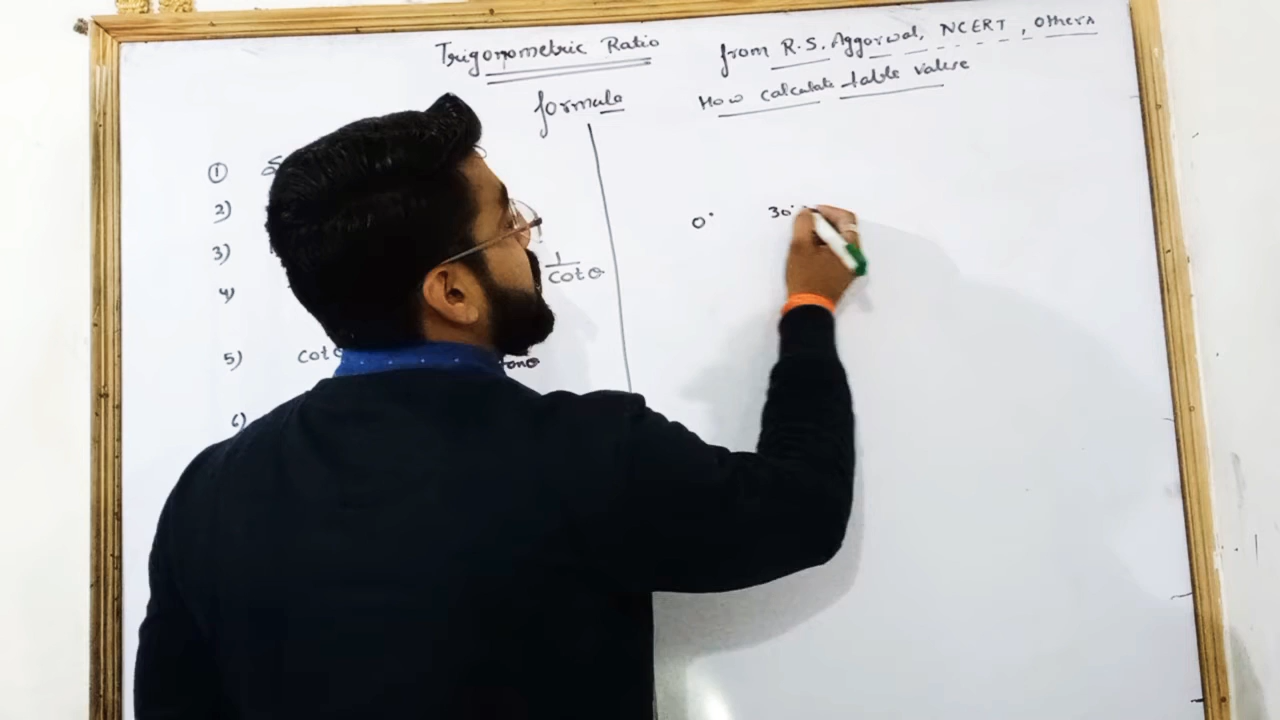 Trigonometric Ratio
from R.S. Aggarwal, NCERT, Others
How calculate table value
formula
①
2)
3) 1/cotθ
4)
5) cot
6)
0° 30°